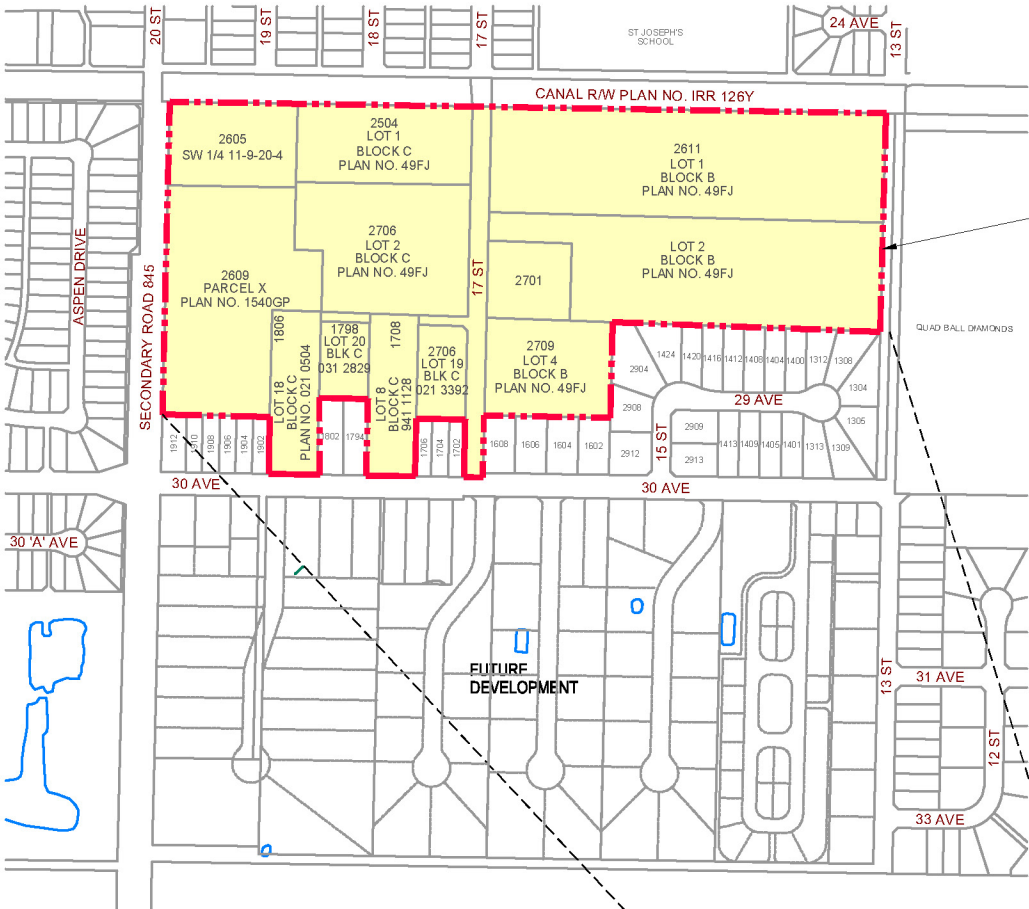 20 ST
19 ST
18 ST
17 ST
ST JOSEPH'S
SCHOOL
24 AVE
13 ST
CANAL R/W PLAN NO. IRR 126Y
2605
SW 1/4 11-9-20-4
2504
LOT 1
BLOCK C
PLAN NO. 49FJ
2611
LOT 1
BLOCK B
PLAN NO. 49FJ
2706
LOT 2
BLOCK C
PLAN NO. 49FJ
LOT 2
BLOCK B
PLAN NO. 49FJ
2701
17 ST
ASPEN DRIVE
SECONDARY ROAD 845
2609
PARCEL X
PLAN NO. 1540GP
1806
LOT 18
BLOCK C
PLAN NO. 021 0504
1798
LOT 20
BLK C
031 2829
1708
LOT 8
BLOCK C
941 1128
2706
LOT 19
BLK C
021 3392
2709
LOT 4
BLOCK B
PLAN NO. 49FJ
QUAD BALL DIAMONDS
1424
1420
1416
1412
1408
1404
1400
1312
1308
2904
1304
29 AVE
2908
1305
15 ST
2909
2912
2913
1413
1409
1405
1401
1313
1309
1912
1910
1908
1906
1904
1902
1802
1794
1706
1704
1702
1608
1606
1604
1602
30 AVE
30 AVE
30 'A' AVE
FUTURE
DEVELOPMENT
13 ST
31 AVE
12 ST
33 AVE